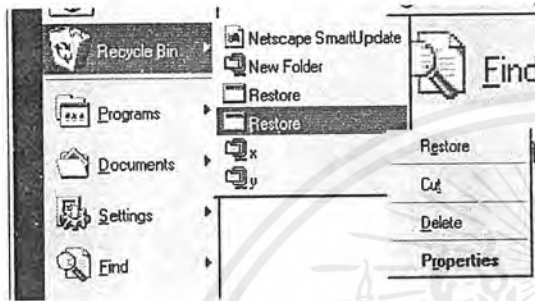 Recycle Bin
Programs
Documents
Settings
Find
Netscape SmartUpdate
New Folder
Restore
Restore
x
y
Find
Restore
Cut
Delete
Properties